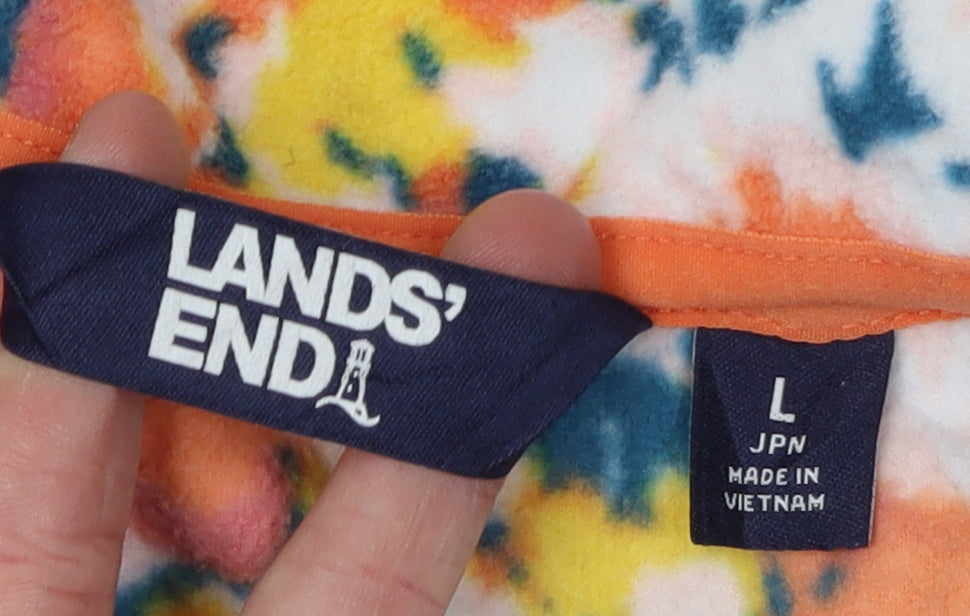 LANDS'
END
L
JPN
MADE IN
VIETNAM